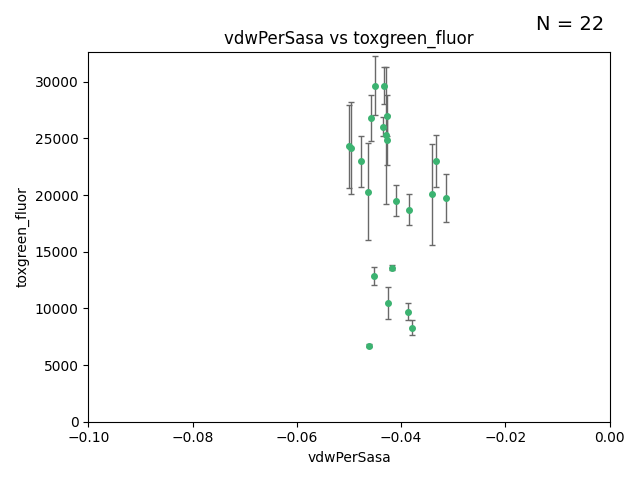 N = 22
vdwPerSasa vs toxgreen_fluor
30000
25000
20000
15000
10000
5000
0
toxgreen_fluor
−0.10 −0.08 −0.06 −0.04 −0.02 0.00
vdwPerSasa